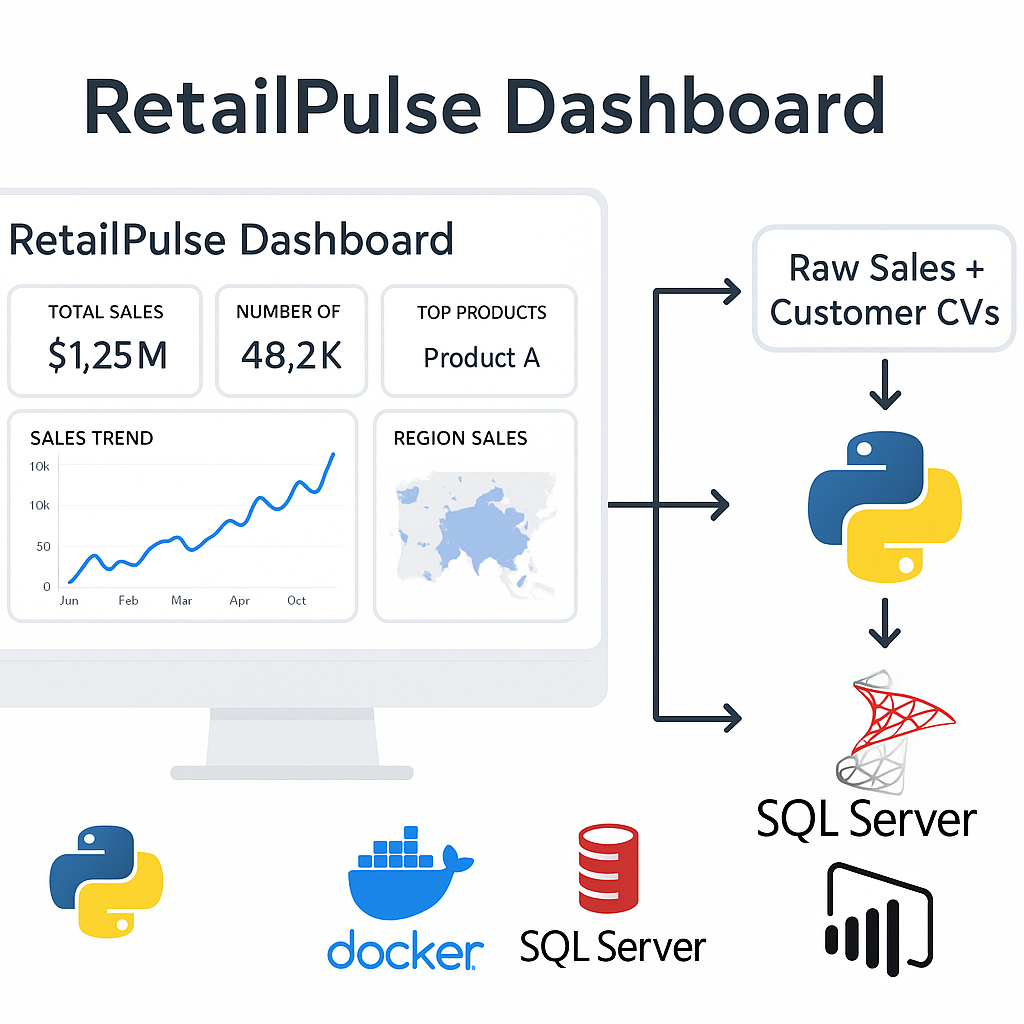 RetailPulse Dashboard
RetailPulse Dashboard
TOTAL SALES
$1,25M
NUMBER OF
48,2K
TOP PRODUCTS
Product A
SALES TREND
10k
10k
50
0
Jun Feb Mar Apr Oct
REGION SALES
Raw Sales +
Customer CVs
SQL Server
docker
SQL Server